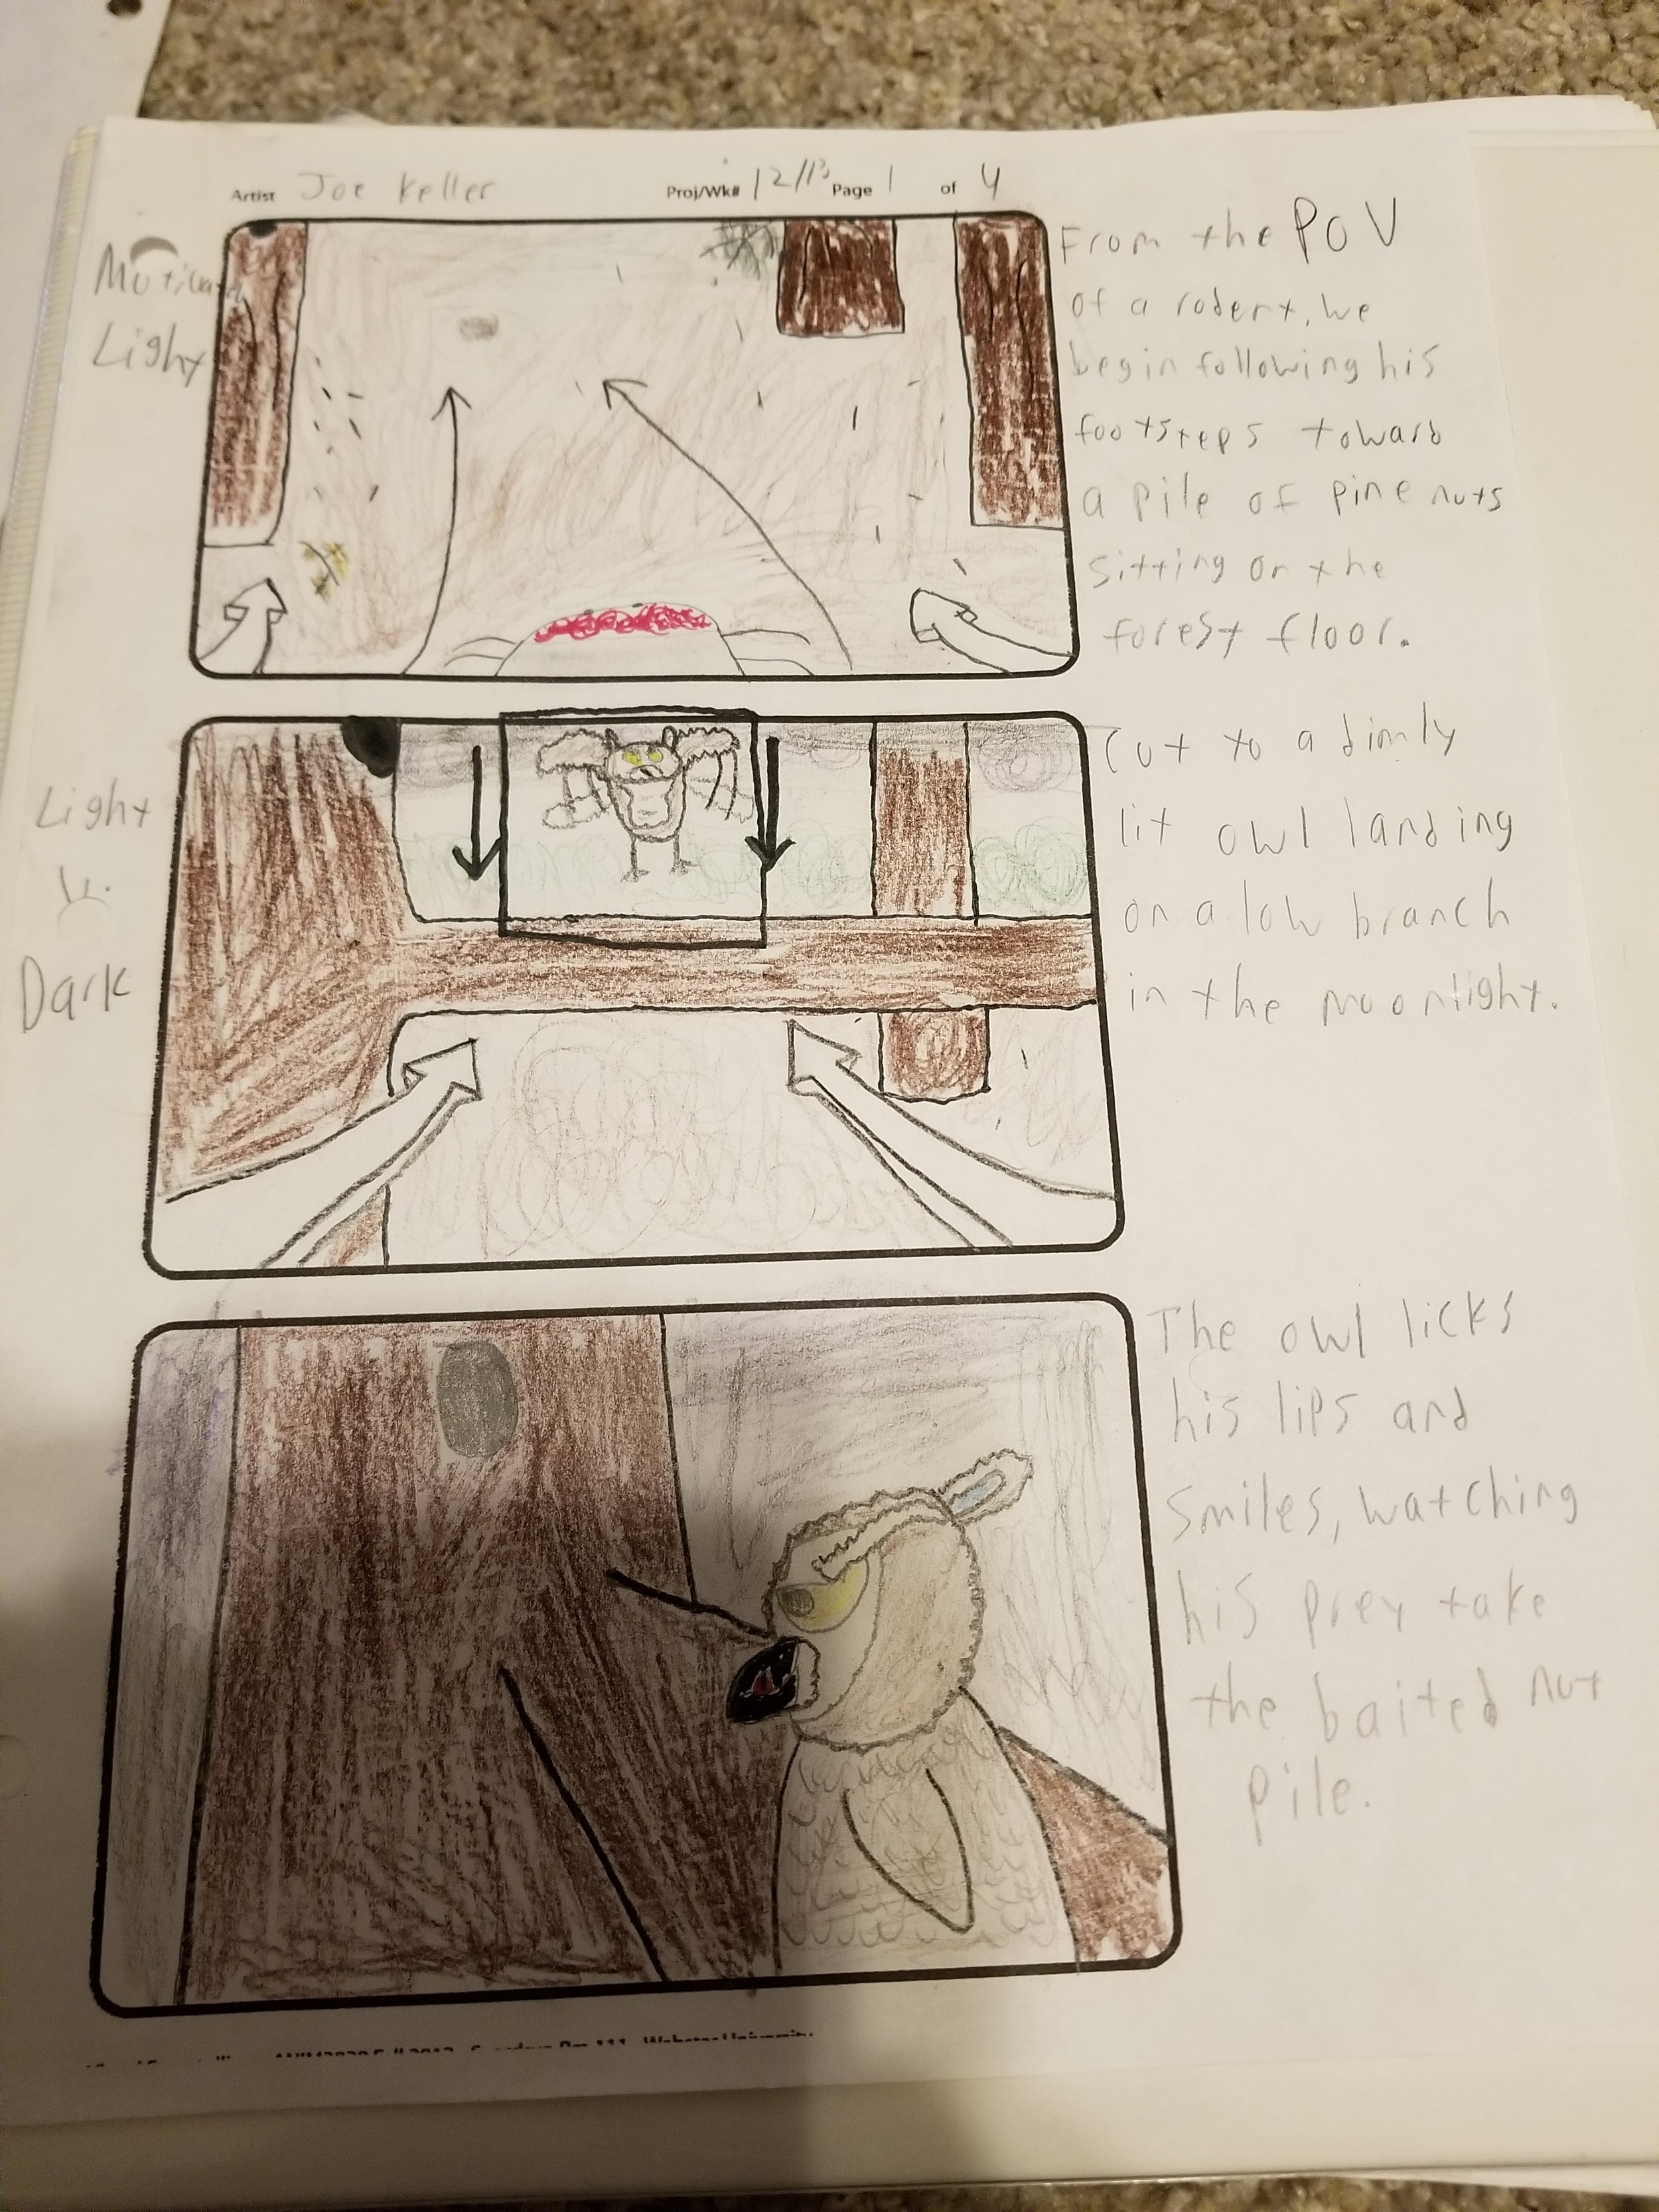 Artist Joe Keller Proj/Wk# 12/13 Page 1 of 4
Light
From the PoV
of a rodent, we
begin following his
footsteps toward
a pile of pine nuts
sitting on the
forest floor.
Light
v.
Dark
Cut to a dimly
lit owl landing
on a low branch
in the moonlight.
The owl licks
his lips and
smiles, watching
his prey take
the baited nut
pile.
Webster University